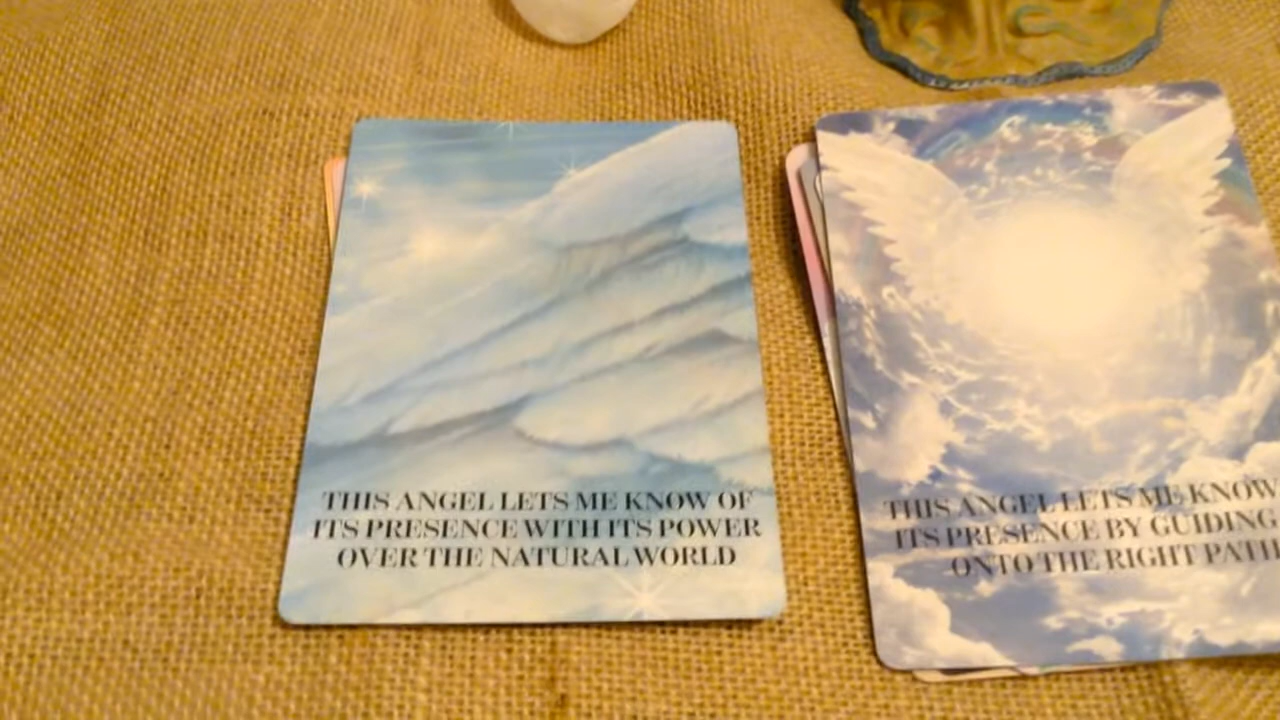 THIS ANGEL LETS ME KNOW OF
ITS PRESENCE WITH ITS POWER
OVER THE NATURAL WORLD
THIS ANGEL LETS ME KNOW
ITS PRESENCE BY GUIDING
ONTO THE RIGHT PATH